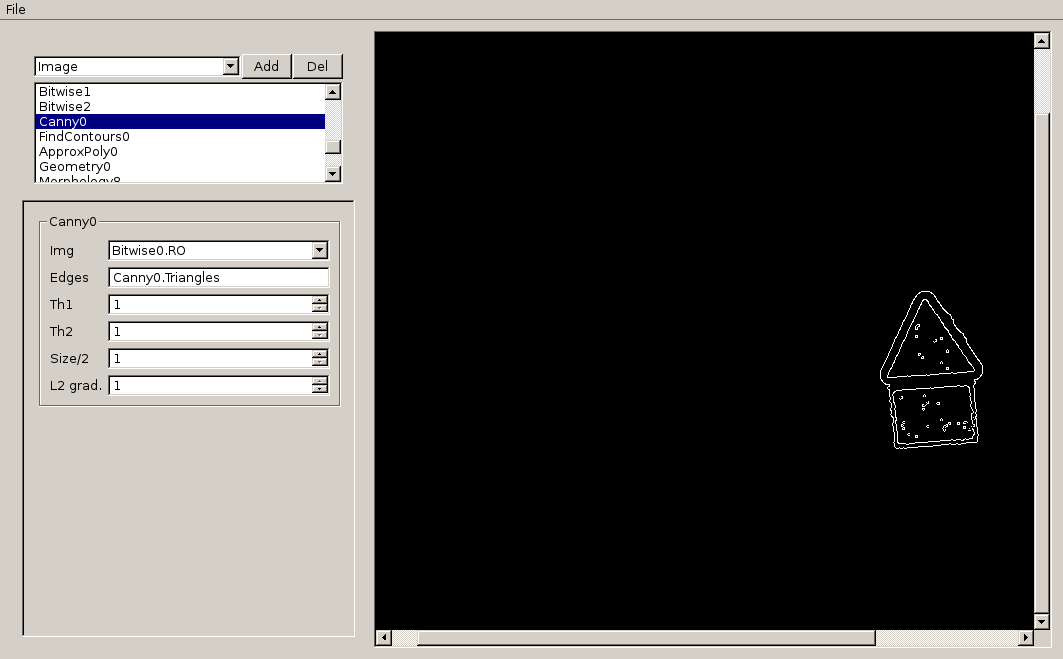 File
Image
Add
Del
Bitwise1
Bitwise2
Canny0
FindContours0
ApproxPoly0
Geometry0
Morphology8
Canny0
Img
Bitwise0.RO
Edges
Canny0.Triangles
Th1
1
Th2
1
Size/2
1
L2 grad.
1